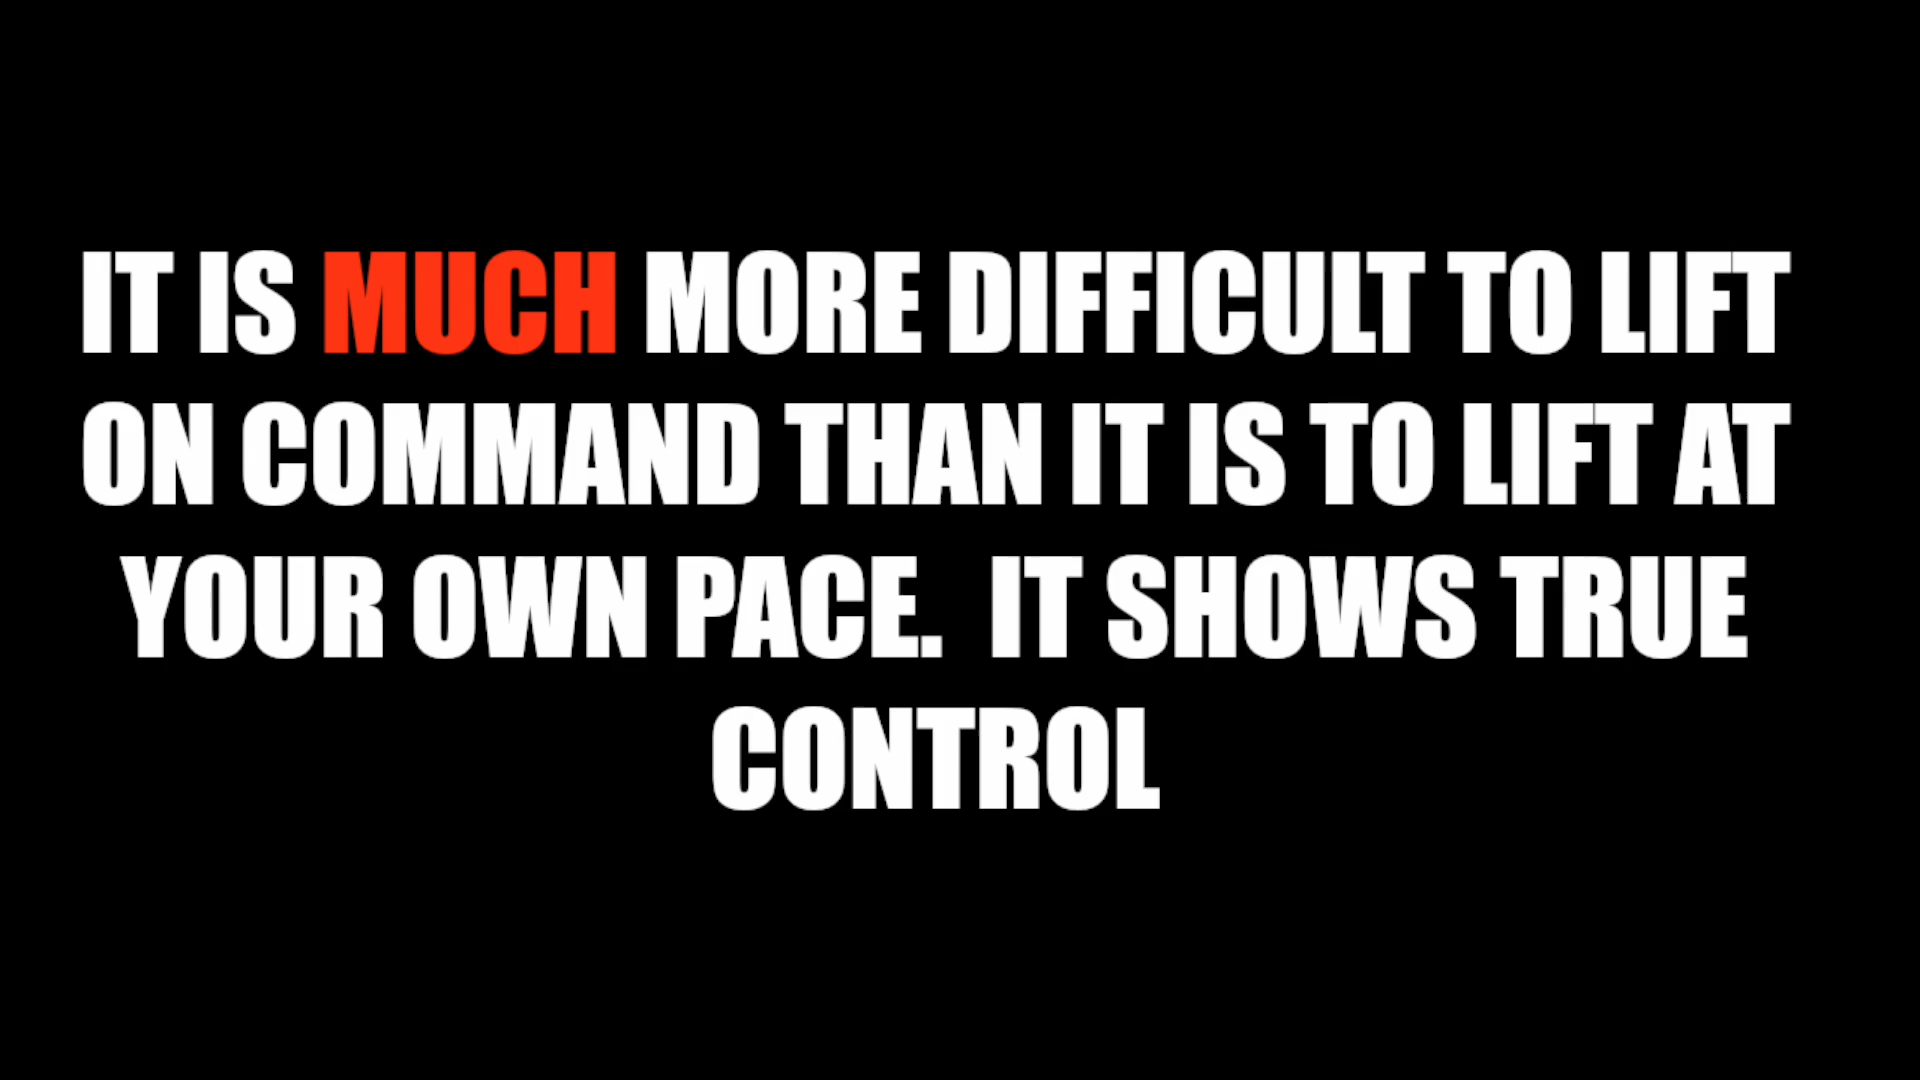 IT IS MUCH MORE DIFFICULT TO LIFT
ON COMMAND THAN IT IS TO LIFT AT
YOUR OWN PACE.  IT SHOWS TRUE
CONTROL